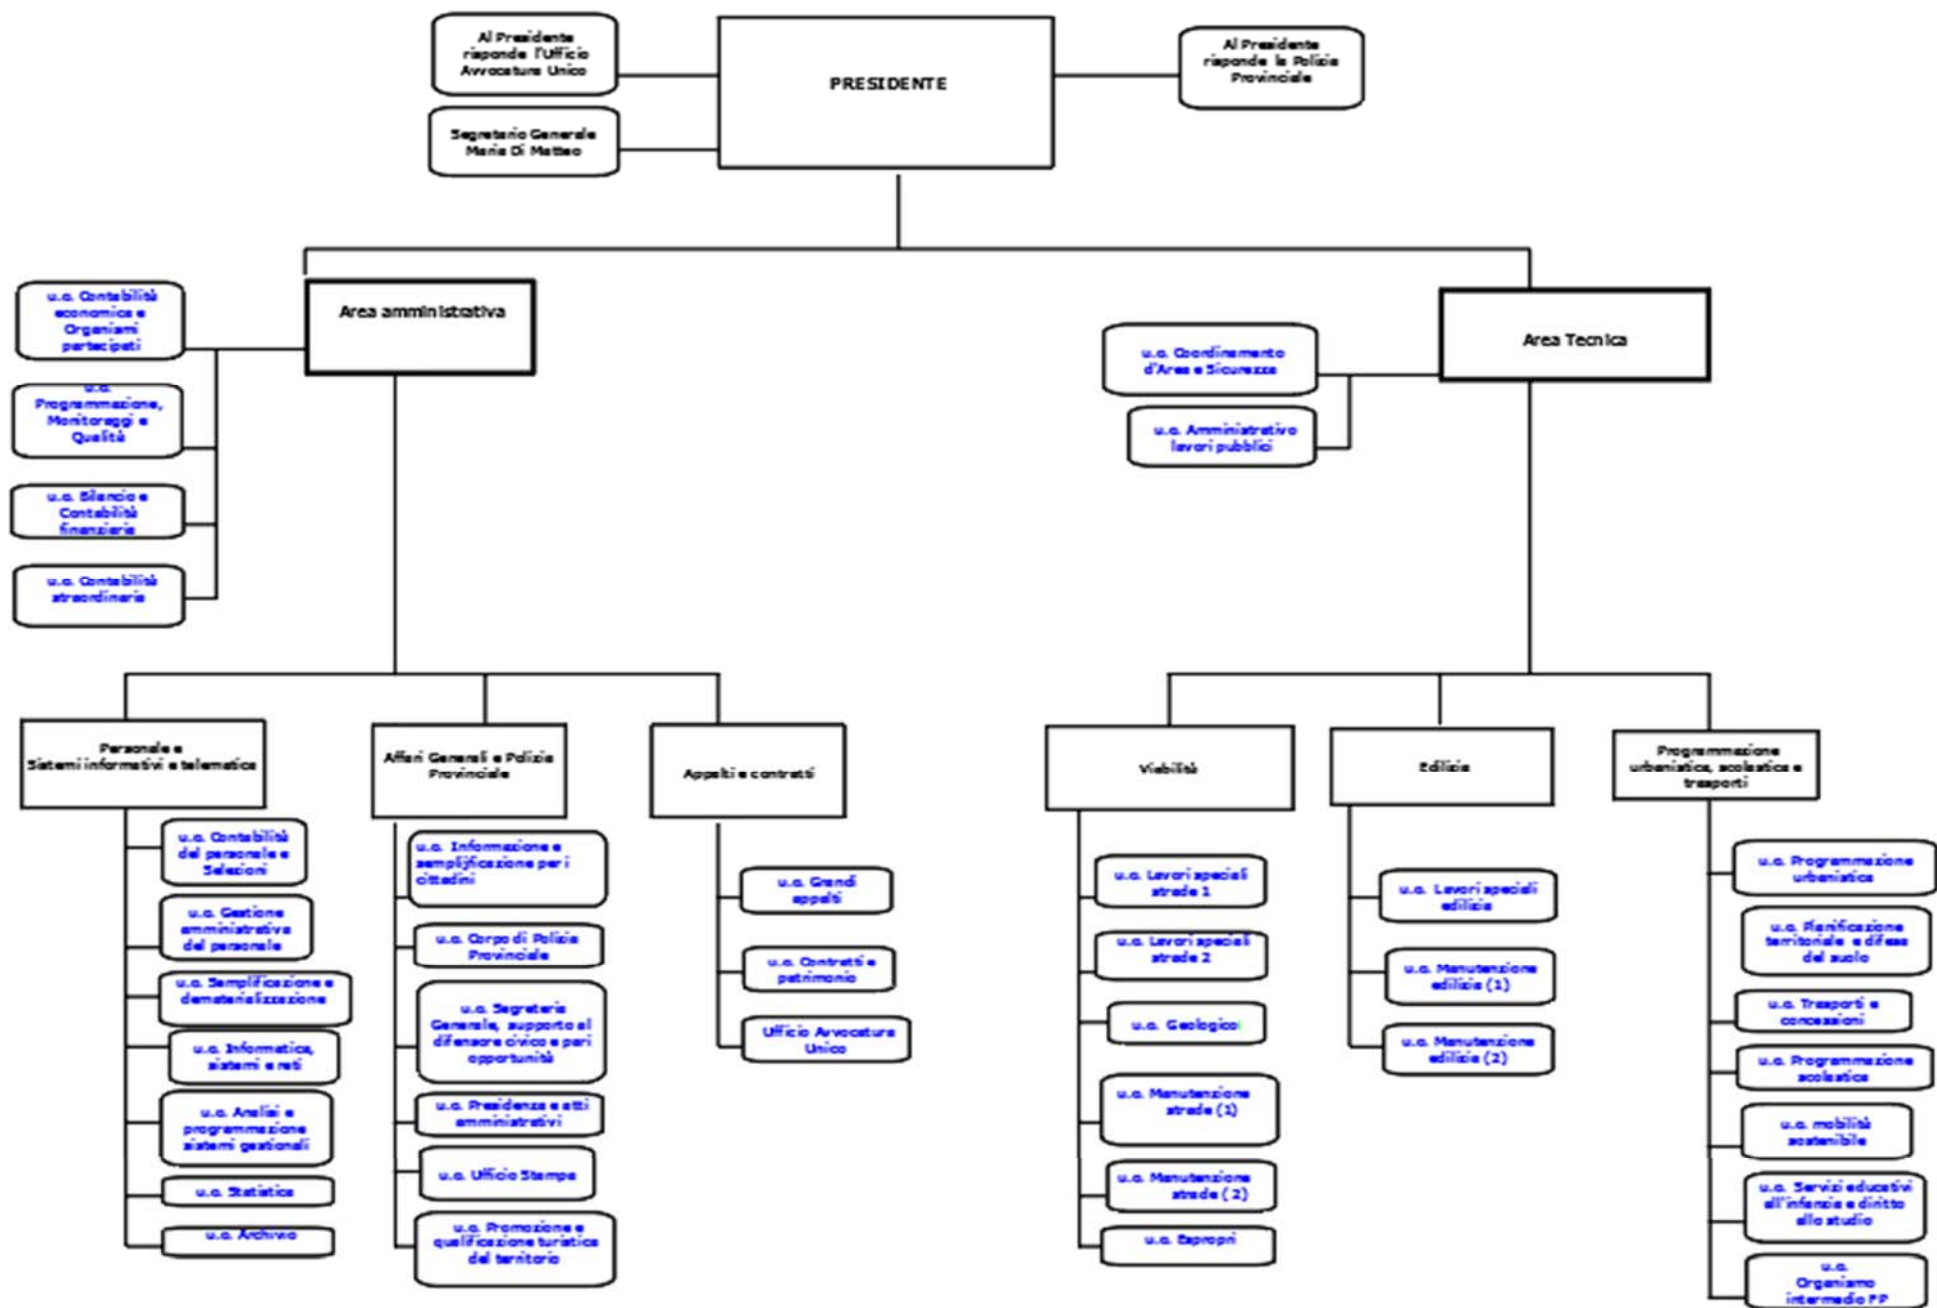 Al Presidente
risponde l'Ufficio
Avvocatura Unico
PRESIDENTE
Al Presidente
risponde la Polizia
Provinciale
Segretario Generale
Maria Di Matteo
Area amministrativa
u.o. Contabilità
economica e
Organismi
partecipati
u.o.
Programmazione,
Monitoraggi e
Qualità
u.o. Bilancio e
Contabilità
finanziaria
u.o. Contabilità
straordinaria
Area Tecnica
u.o. Coordinamento
d'Area e Sicurezza
u.o. Amministrativo
lavori pubblici
Personale e
Sistemi informativi e telematica
u.o. Contabilità
del personale e
Selezioni
u.o. Gestione
amministrativa
del personale
u.o. Semplificazione e
dematerializzazione
u.o. Informatica,
sistemi e reti
u.o. Analisi e
programmazione
sistemi gestionali
u.o. Statistica
u.o. Archivio
Affari Generali e Polizia
Provinciale
u.o. Informazione e
semplificazione per i
cittadini
u.o. Corpo di Polizia
Provinciale
u.o. Segreteria
Generale, supporto al
difensore civico e pari
opportunità
u.o. Presidenza e atti
amministrativi
u.o. Ufficio Stampa
u.o. Promozione e
qualificazione turistica
del territorio
Appalti e contratti
u.o. Grandi
appalti
u.o. Contratti e
patrimonio
Ufficio Avvocatura
Unico
Viabilità
u.o. Lavori speciali
strade 1
u.o. Lavori speciali
strade 2
u.o. Geologico
u.o. Manutenzione
strade (1)
u.o. Manutenzione
strade ( 2)
u.o. Espropri
Edilizia
u.o. Lavori speciali
edilizia
u.o. Manutenzione
edilizia (1)
u.o. Manutenzione
edilizia (2)
Programmazione
urbanistica, scolastica e
trasporti
u.o. Programmazione
urbanistica
u.o. Pianificazione
territoriale e difesa
del suolo
u.o. Trasporti e
concessioni
u.o. Programmazione
scolastica
u.o. mobilità
sostenibile
u.o. Servizi educativi
all'infanzia e diritto
allo studio
u.o.
Organismo
intermedio FP